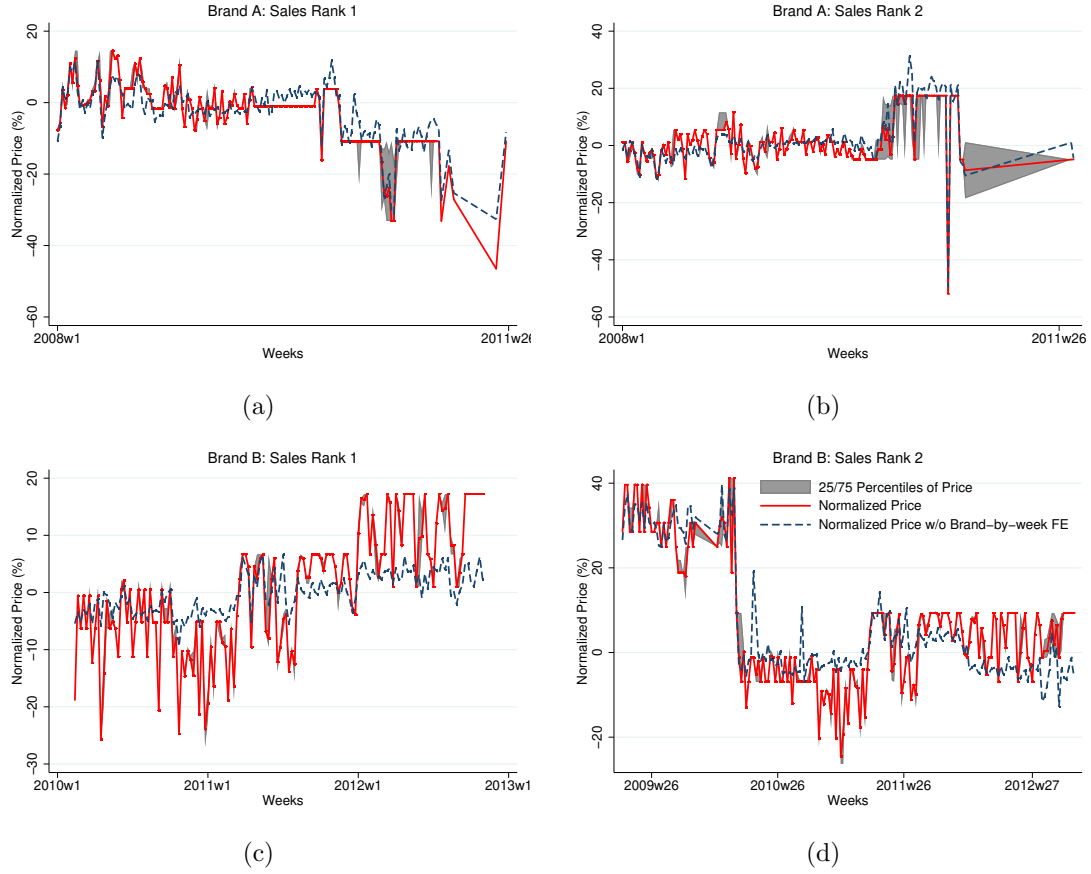 Brand A: Sales Rank 1
Normalized Price (%)
20
0
−20
−40
−60
2008w1
2011w26
Weeks
(a)
Brand A: Sales Rank 2
Normalized Price (%)
40
20
0
−20
−40
−60
2008w1
2011w26
Weeks
(b)
Brand B: Sales Rank 1
Normalized Price (%)
20
10
0
−10
−20
−30
2010w1
2011w1
2012w1
2013w1
Weeks
(c)
Brand B: Sales Rank 2
25/75 Percentiles of Price
Normalized Price
Normalized Price w/o Brand−by−week FE
Normalized Price (%)
40
20
0
−20
2009w26
2010w26
2011w26
2012w27
Weeks
(d)